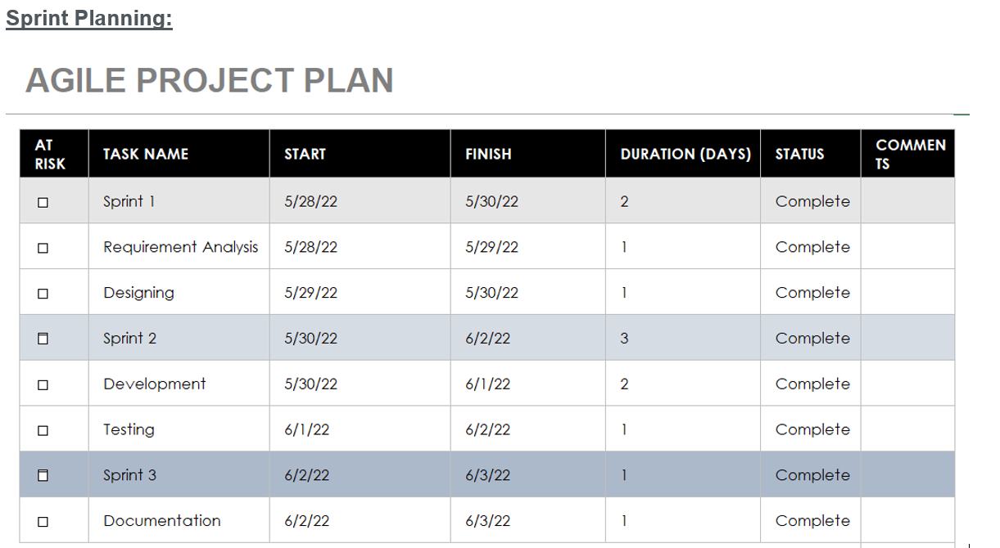 Sprint Planning:
AGILE PROJECT PLAN
AT RISK TASK NAME START FINISH DURATION (DAYS) STATUS COMMENTS
Sprint 1 5/28/22 5/30/22 2 Complete
Requirement Analysis 5/28/22 5/29/22 1 Complete
Designing 5/29/22 5/30/22 1 Complete
Sprint 2 5/30/22 6/2/22 3 Complete
Development 5/30/22 6/1/22 2 Complete
Testing 6/1/22 6/2/22 1 Complete
Sprint 3 6/2/22 6/3/22 1 Complete
Documentation 6/2/22 6/3/22 1 Complete